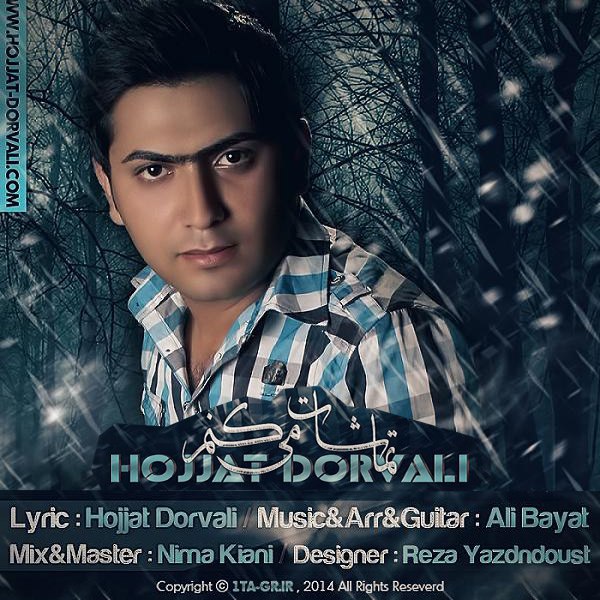 WWW.HOJJAT-DORVALI.COM
تماشات می کنم
HOJJAT DORVALI
Lyric : Hojjat Dorvali / Music&Arr&Guitar : Ali Bayat
Mix&Master : Nima Kiani / Designer : Reza Yazdndoust
Copyright © 1TA-GR.IR , 2014 All Rights Reseverd